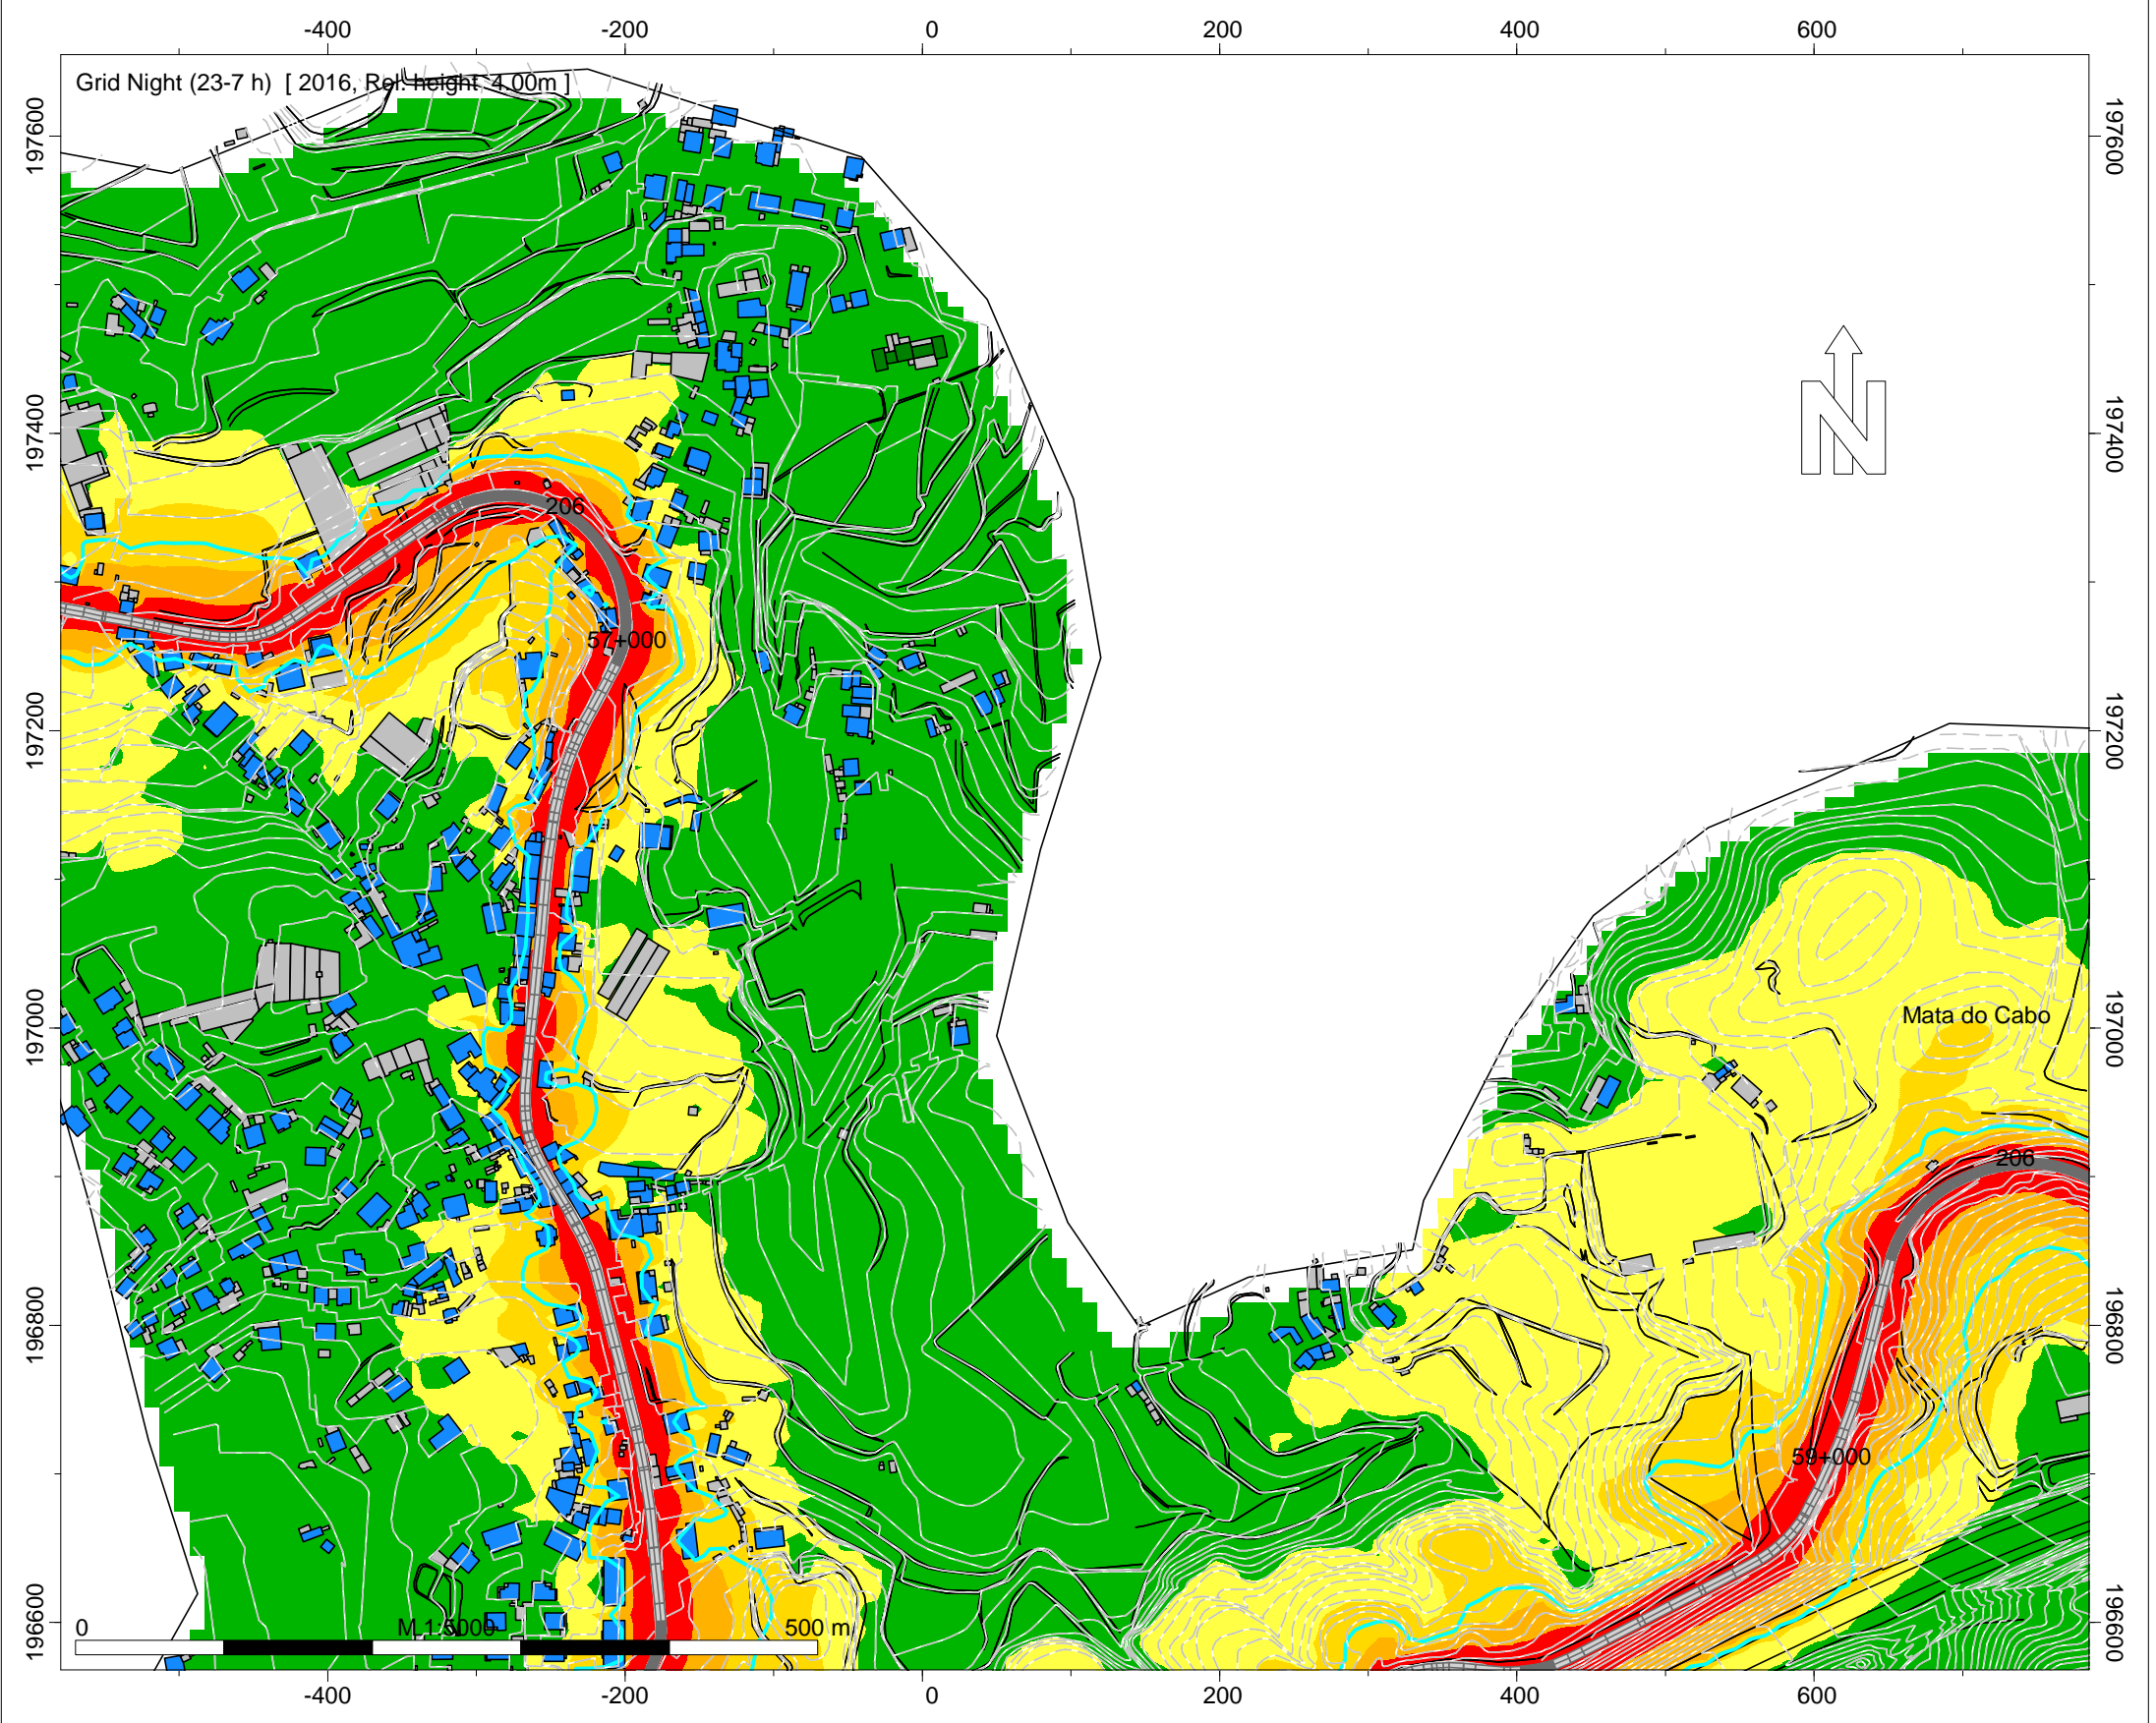 -400 -200 0 200 400 600
Grid Night (23-7 h) [ 2016, Rel. height 4.00m ]
197600 197600
197400 197400
206
57+000
197200 197200
N
197000 197000
Mata do Cabo
206
196800 196800
59+000
196600 196600
0 M 1:5000 500 m
-400 -200 0 200 400 600